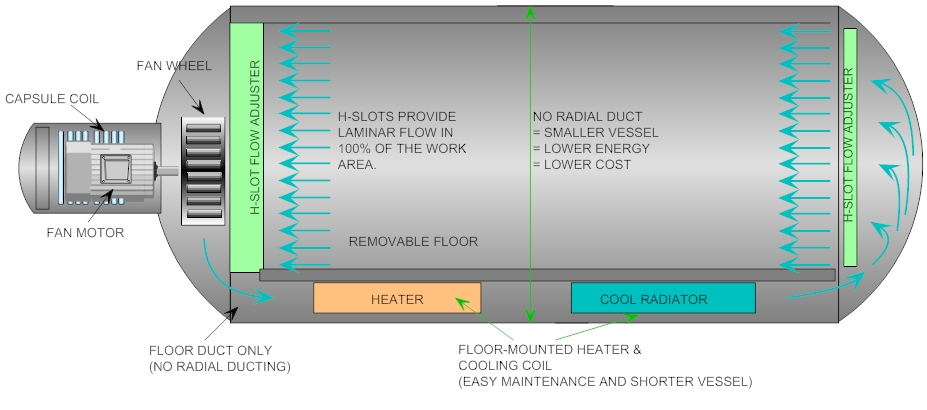 FAN WHEEL
CAPSULE COIL
FAN MOTOR
H-SLOT FLOW ADJUSTER
H-SLOTS PROVIDE
LAMINAR FLOW IN
100% OF THE WORK
AREA.
NO RADIAL DUCT
= SMALLER VESSEL
= LOWER ENERGY
= LOWER COST
H-SLOT FLOW ADJUSTER
REMOVABLE FLOOR
HEATER
COOL RADIATOR
FLOOR DUCT ONLY
(NO RADIAL DUCTING)
FLOOR-MOUNTED HEATER &
COOLING COIL
(EASY MAINTENANCE AND SHORTER VESSEL)